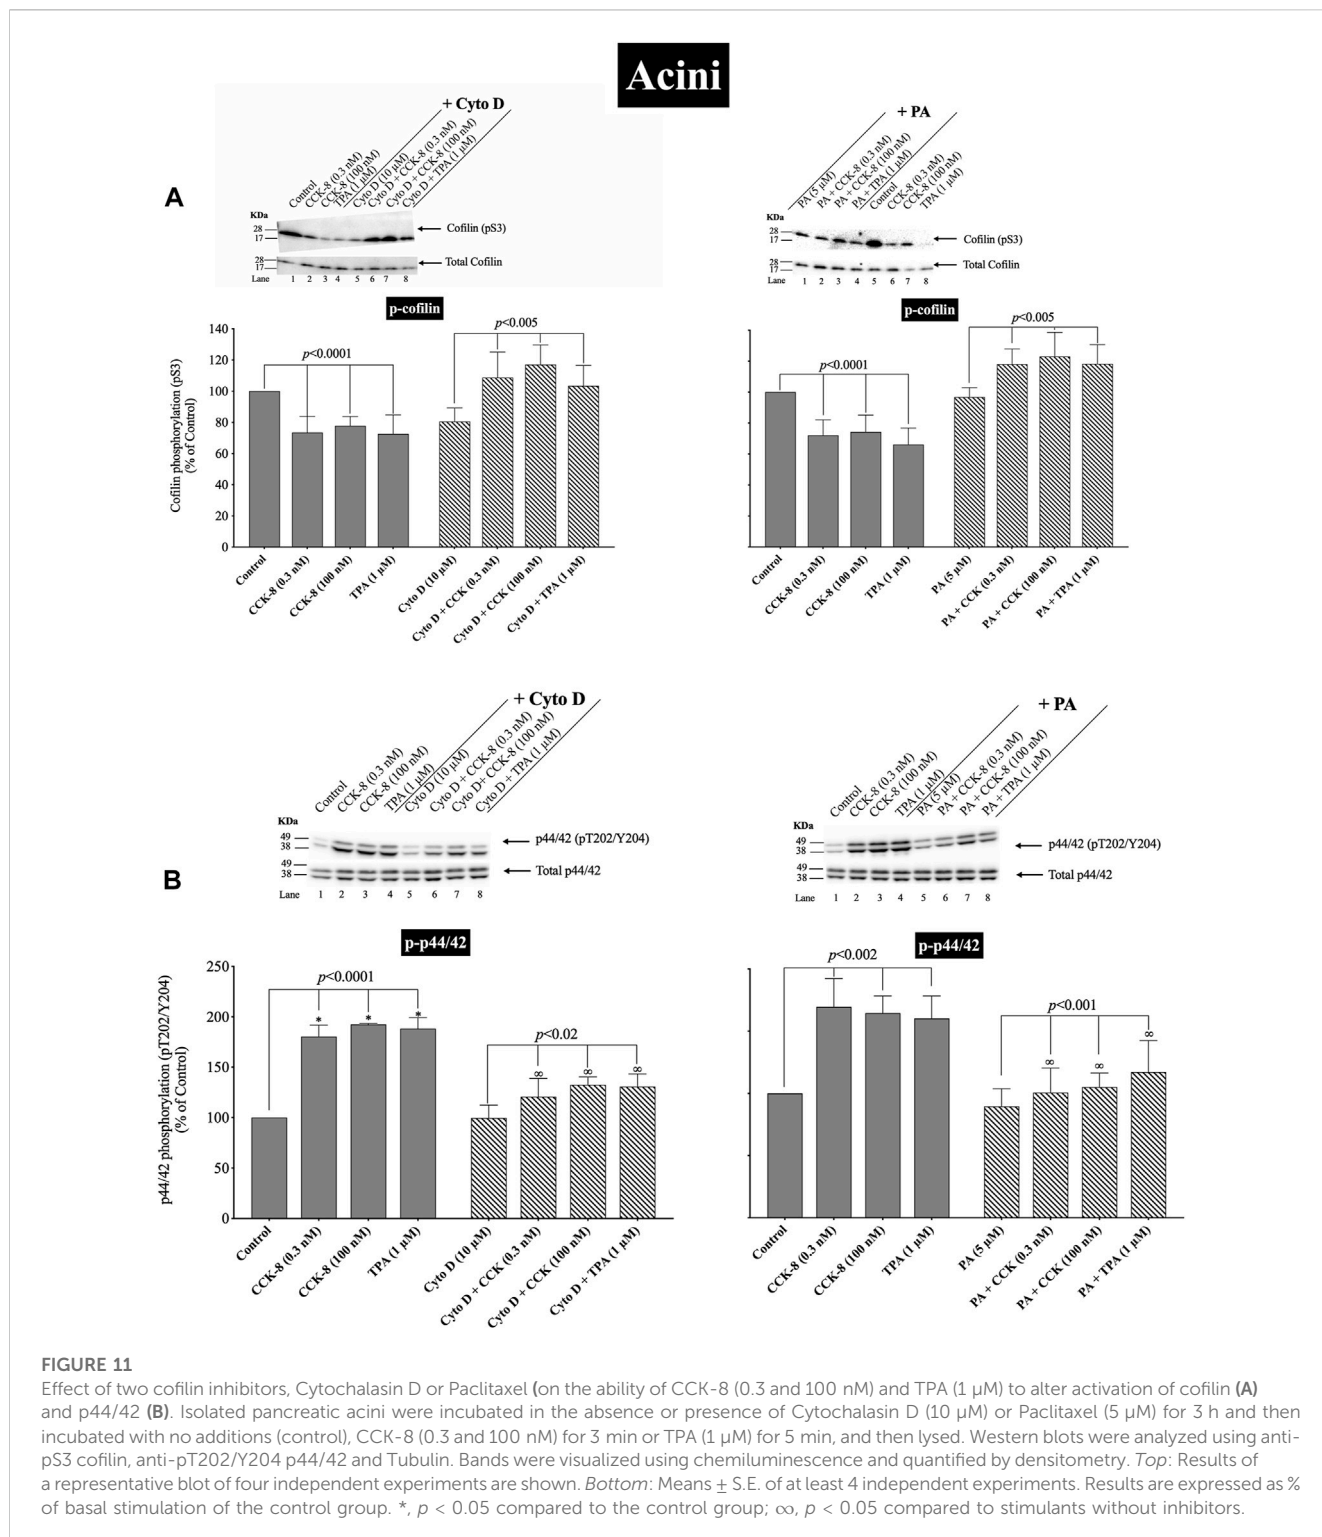 Acini
A
+ Cyto D
Control
CCK-8 (0.3 nM)
CCK-8 (100 nM)
TPA (1 μM)
Cyto D (10 μM)
Cyto D + CCK-8 (0.3 nM)
Cyto D + CCK-8 (100 nM)
Cyto D + TPA (1 μM)
KDa
28
17
Cofilin (pS3)
28
17
Total Cofilin
Lane 1 2 3 4 5 6 7 8
p-cofilin
Cofilin phosphorylation (pS3)
(% of Control)
140
120
100
80
60
40
20
0
p<0.0001
p<0.005
Control
CCK-8 (0.3 nM)
CCK-8 (100 nM)
TPA (1 μM)
Cyto D (10 μM)
Cyto D + CCK (0.3 nM)
Cyto D + CCK (100 nM)
Cyto D + TPA (1 μM)
+ PA
PA (5 μM)
PA + CCK-8 (0.3 nM)
PA + CCK-8 (100 nM)
PA + TPA (1 μM)
Control
CCK-8 (0.3 nM)
CCK-8 (100 nM)
TPA (1 μM)
KDa
28
17
Cofilin (pS3)
28
17
Total Cofilin
Lane 1 2 3 4 5 6 7 8
p-cofilin
p<0.0001
p<0.005
Control
CCK-8 (0.3 nM)
CCK-8 (100 nM)
TPA (1 μM)
PA (5 μM)
PA + CCK (0.3 nM)
PA + CCK (100 nM)
PA + TPA (1 μM)
B
+ Cyto D
Control
CCK-8 (0.3 nM)
CCK-8 (100 nM)
TPA (1 μM)
Cyto D (10 μM)
Cyto D + CCK-8 (0.3 nM)
Cyto D+ CCK-8 (100 nM)
Cyto D + TPA (1 μM)
KDa
49
38
p44/42 (pT202/Y204)
49
38
Total p44/42
Lane 1 2 3 4 5 6 7 8
p-p44/42
p44/42 phosphorylation (pT202/Y204)
(% of Control)
250
200
150
100
50
0
p<0.0001
* * *
p<0.02
∞ ∞ ∞
Control
CCK-8 (0.3 nM)
CCK-8 (100 nM)
TPA (1 μM)
Cyto D (10 μM)
Cyto D + CCK (0.3 nM)
Cyto D + CCK (100 nM)
Cyto D + TPA (1 μM)
+ PA
Control
CCK-8 (0.3 nM)
CCK-8 (100 nM)
TPA (1 μM)
PA (5 μM)
PA + CCK-8 (0.3 nM)
PA + CCK-8 (100 nM)
PA + TPA (1 μM)
KDa
49
38
p44/42 (pT202/Y204)
49
38
Total p44/42
Lane 1 2 3 4 5 6 7 8
p-p44/42
p<0.002
p<0.001
∞ ∞ ∞
Control
CCK-8 (0.3 nM)
CCK-8 (100 nM)
TPA (1 μM)
PA (5 μM)
PA + CCK (0.3 nM)
PA + CCK (100 nM)
PA + TPA (1 μM)
FIGURE 11
Effect of two cofilin inhibitors, Cytochalasin D or Paclitaxel (on the ability of CCK-8 (0.3 and 100 nM) and TPA (1 μM) to alter activation of cofilin (A)
and p44/42 (B). Isolated pancreatic acini were incubated in the absence or presence of Cytochalasin D (10 μM) or Paclitaxel (5 μM) for 3 h and then
incubated with no additions (control), CCK-8 (0.3 and 100 nM) for 3 min or TPA (1 μM) for 5 min, and then lysed. Western blots were analyzed using anti-
pS3 cofilin, anti-pT202/Y204 p44/42 and Tubulin. Bands were visualized using chemiluminescence and quantified by densitometry. Top: Results of
a representative blot of four independent experiments are shown. Bottom: Means ± S.E. of at least 4 independent experiments. Results are expressed as %
of basal stimulation of the control group. *, p < 0.05 compared to the control group; ∞, p < 0.05 compared to stimulants without inhibitors.